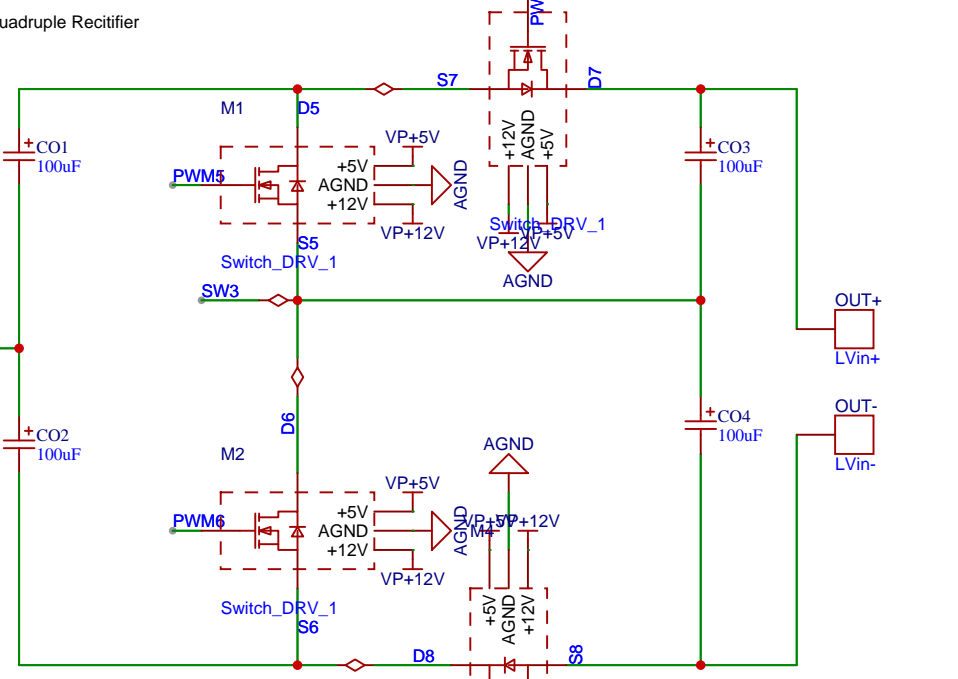 uadruple Recitifier
PW
S7
D7
M1
D5
CO1
100uF
VP+5V
+12V
AGND
+5V
CO3
100uF
PWM5
+5V
AGND
+12V
AGND
VP+12V
Switch_DRV_1
VP+5V
VP+12V
S5
Switch_DRV_1
AGND
SW3
OUT+
LVin+
D6
OUT-
LVin-
CO2
100uF
CO4
100uF
M2
AGND
VP+5V
PWM6
+5V
AGND
+12V
AGND
VP+5V
VP+12V
M4
VP+12V
Switch_DRV_1
+5V
AGND
+12V
S6
D8
S8